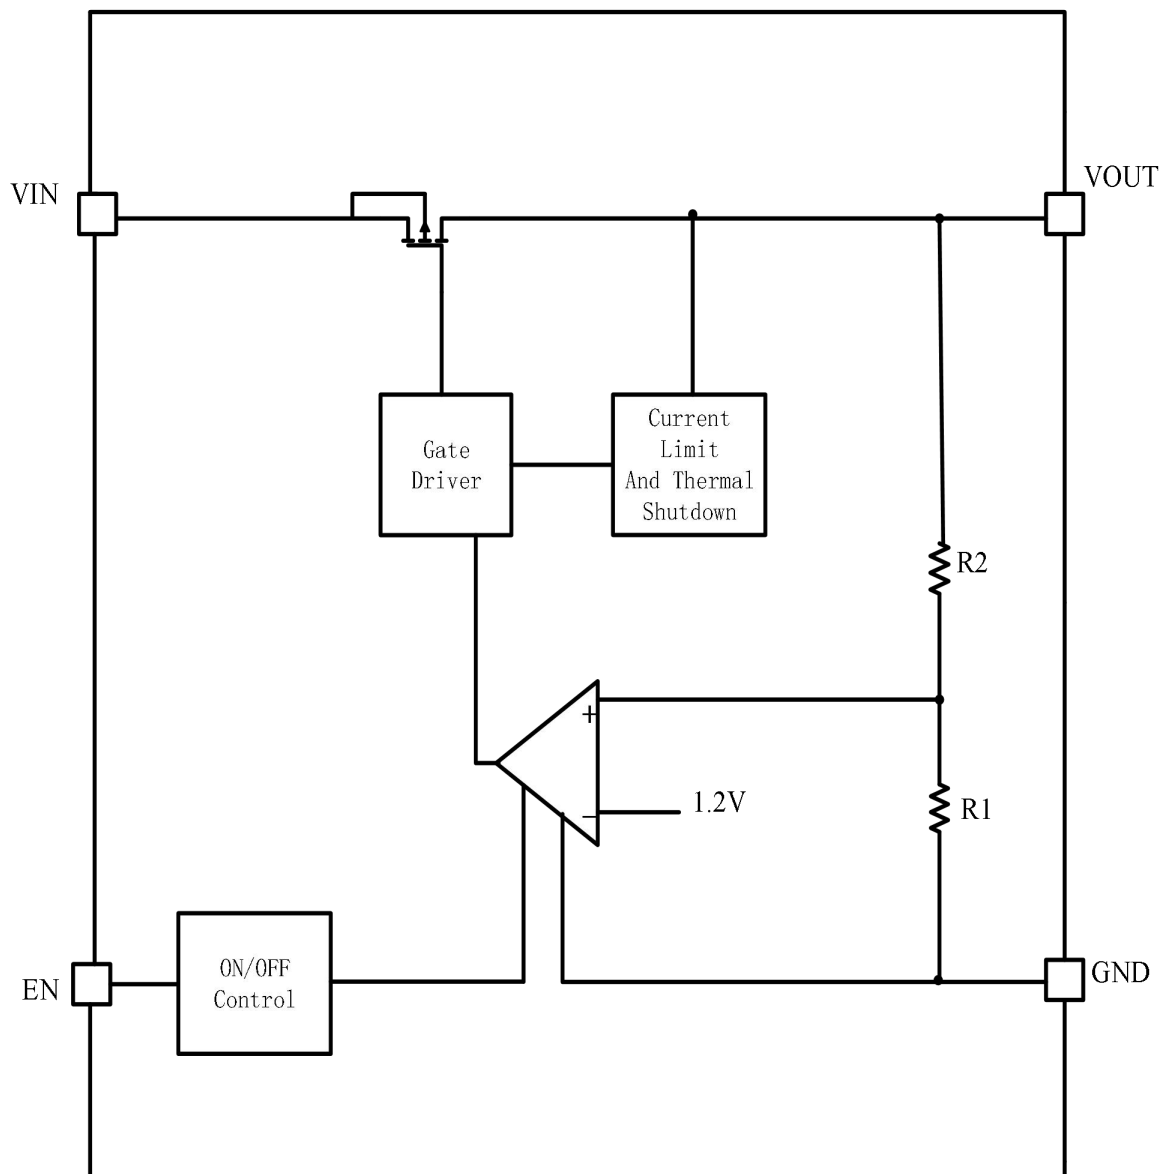 VIN
VOUT
Gate
Driver
Current
Limit
And Thermal
Shutdown
R2
+
−
1.2V
R1
EN
ON/OFF
Control
GND